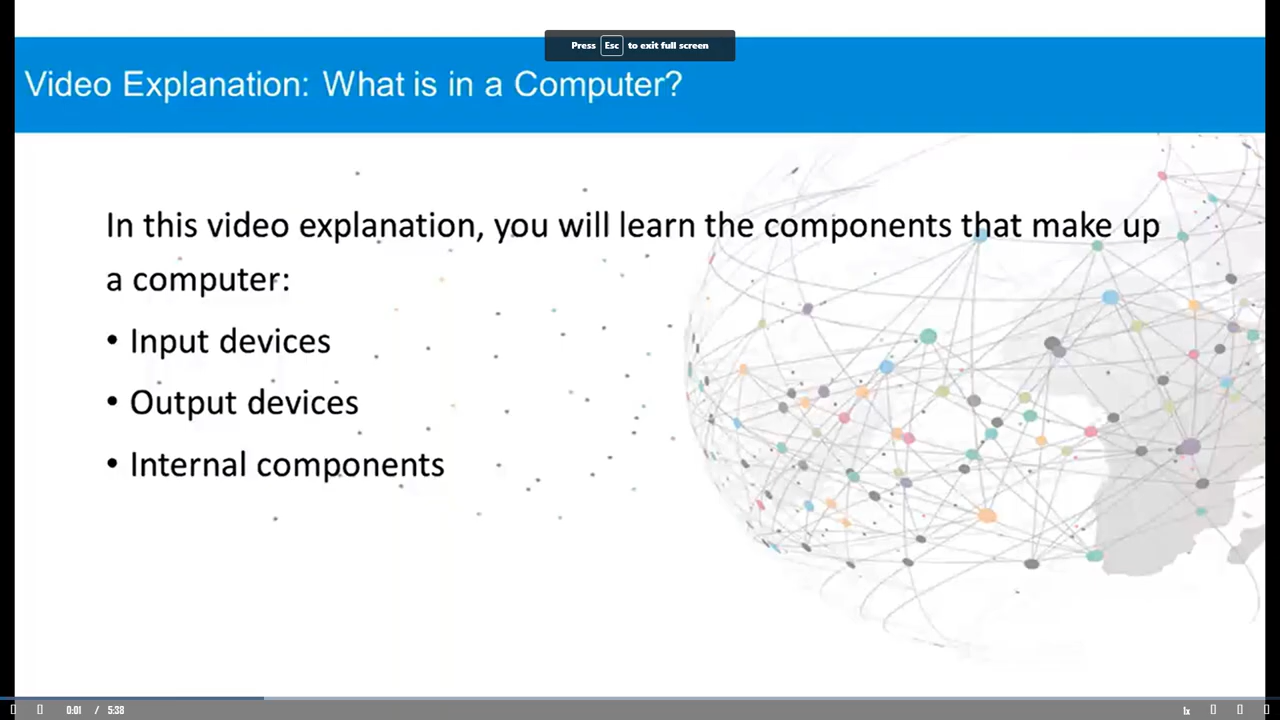 Press Esc to exit full screen
Video Explanation: What is in a Computer?
In this video explanation, you will learn the components that make up
a computer:
• Input devices
• Output devices
• Internal components
0:01 / 5:38
1x